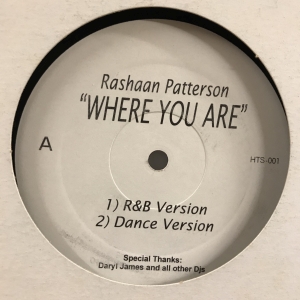 Rashaan Patterson
"WHERE YOU ARE"
A
HTS-001
1) R&B Version
2) Dance Version
Special Thanks:
Daryl James and all other Djs